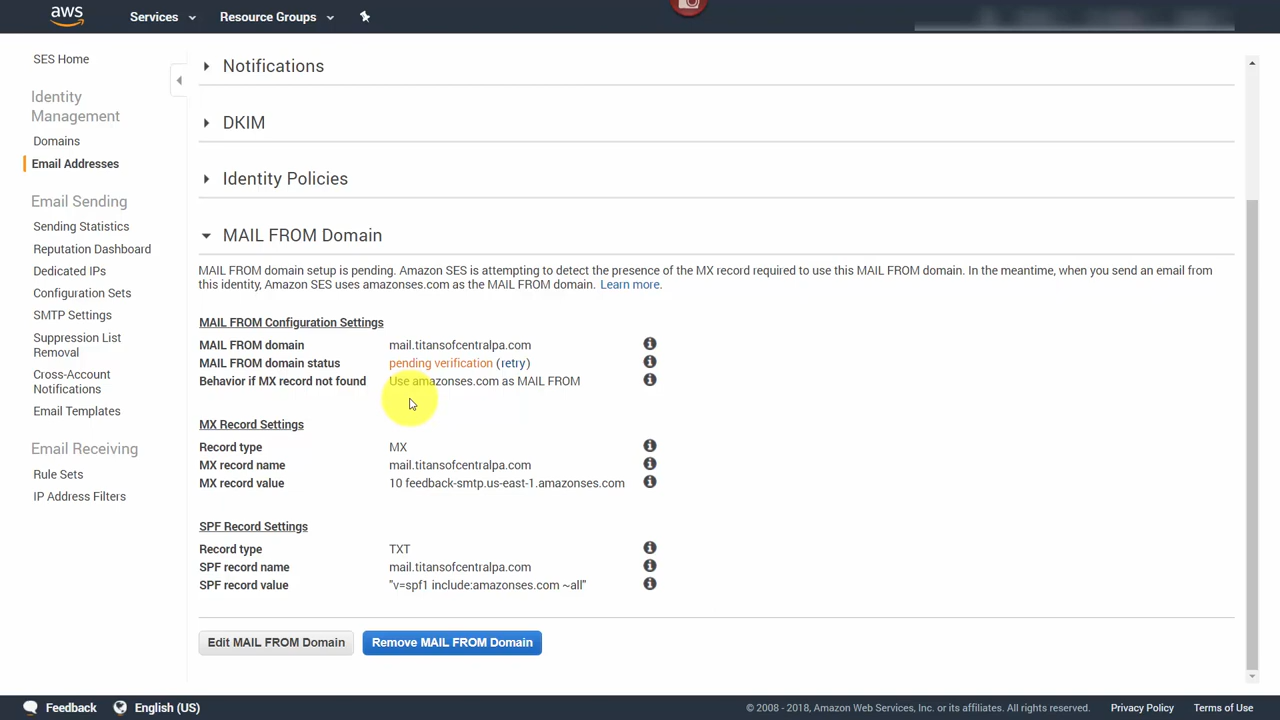 aws
Services
Resource Groups
SES Home
Identity
Management
Domains
Email Addresses
Email Sending
Sending Statistics
Reputation Dashboard
Dedicated IPs
Configuration Sets
SMTP Settings
Suppression List
Removal
Cross-Account
Notifications
Email Templates
Email Receiving
Rule Sets
IP Address Filters
Notifications
DKIM
Identity Policies
MAIL FROM Domain
MAIL FROM domain setup is pending. Amazon SES is attempting to detect the presence of the MX record required to use this MAIL FROM domain. In the meantime, when you send an email from
this identity, Amazon SES uses amazonses.com as the MAIL FROM domain. Learn more.
MAIL FROM Configuration Settings
MAIL FROM domain mail.titansofcentralpa.com
MAIL FROM domain status pending verification (retry)
Behavior if MX record not found Use amazonses.com as MAIL FROM
MX Record Settings
Record type MX
MX record name mail.titansofcentralpa.com
MX record value 10 feedback-smtp.us-east-1.amazonses.com
SPF Record Settings
Record type TXT
SPF record name mail.titansofcentralpa.com
SPF record value "v=spf1 include:amazonses.com ~all"
Edit MAIL FROM Domain
Remove MAIL FROM Domain
Feedback
English (US)
© 2008 - 2018, Amazon Web Services, Inc. or its affiliates. All rights reserved.
Privacy Policy
Terms of Use